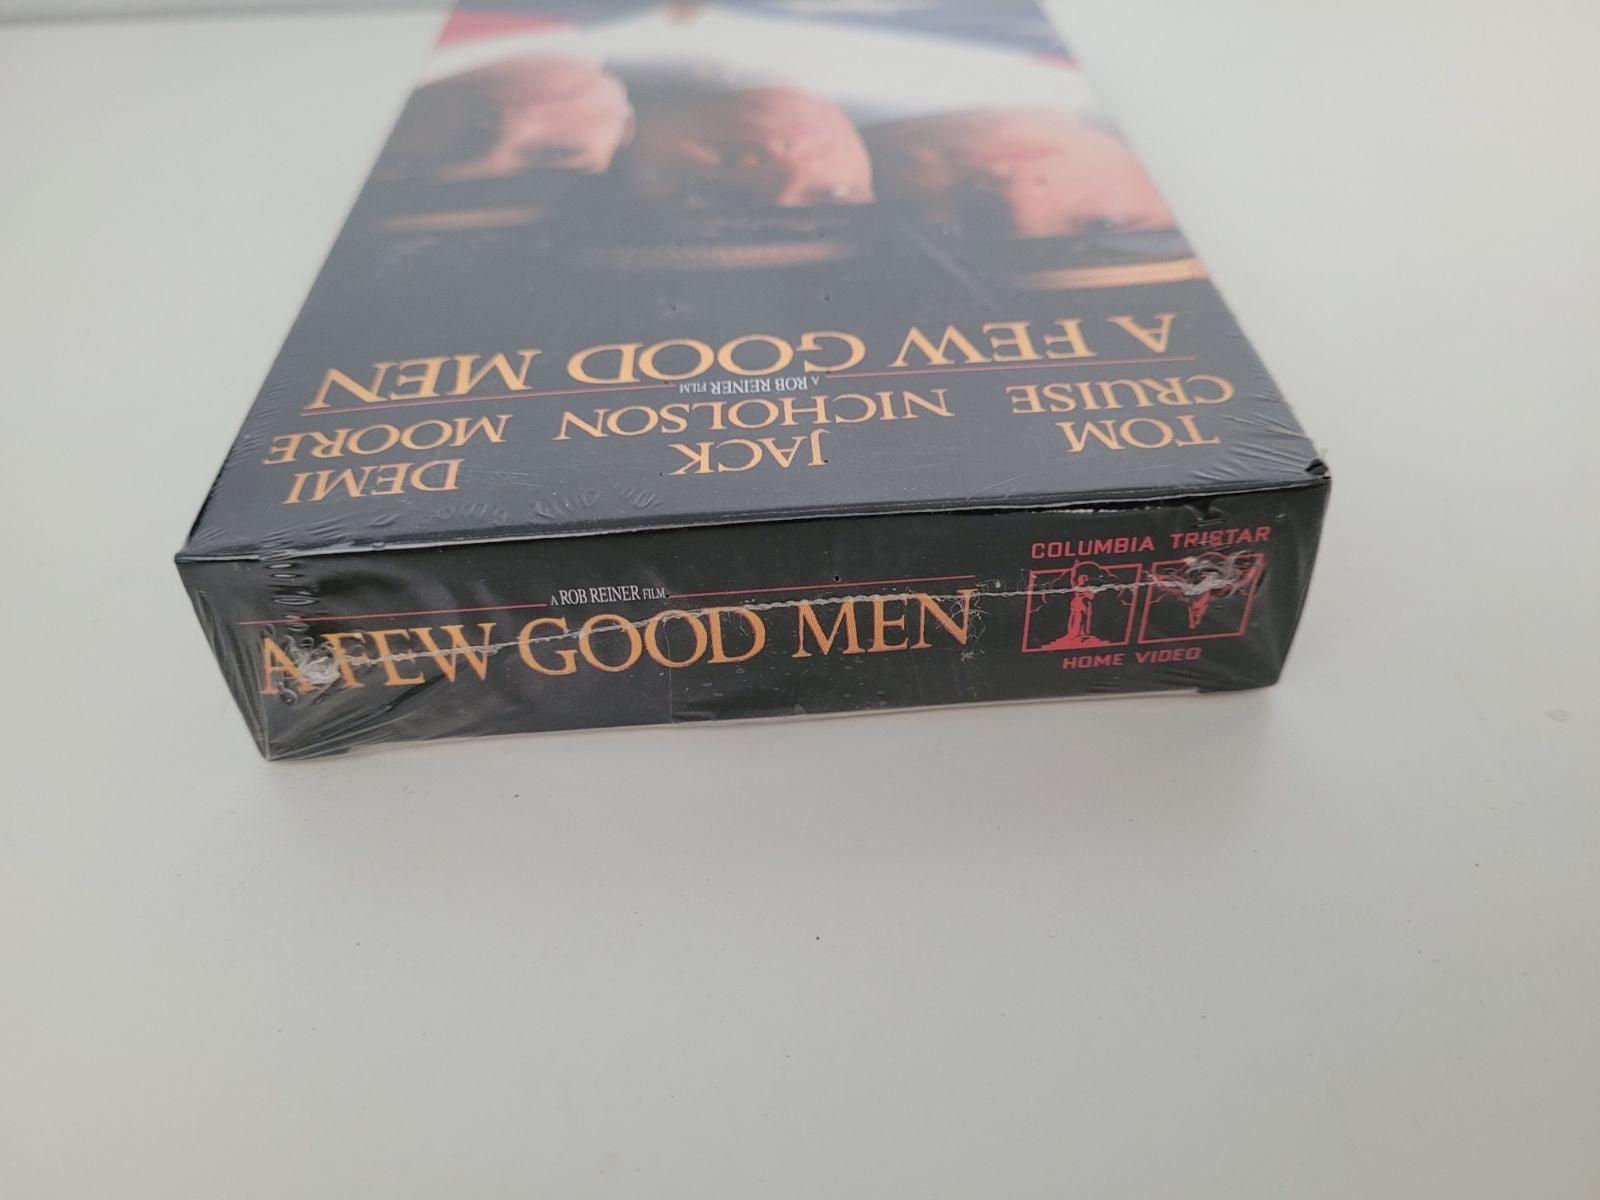 TOM
CRUISE
JACK
NICHOLSON
DEMI
MOORE
A ROB REINER FILM
A FEW GOOD MEN
A ROB REINER FILM
A FEW GOOD MEN
COLUMBIA TRISTAR
HOME VIDEO